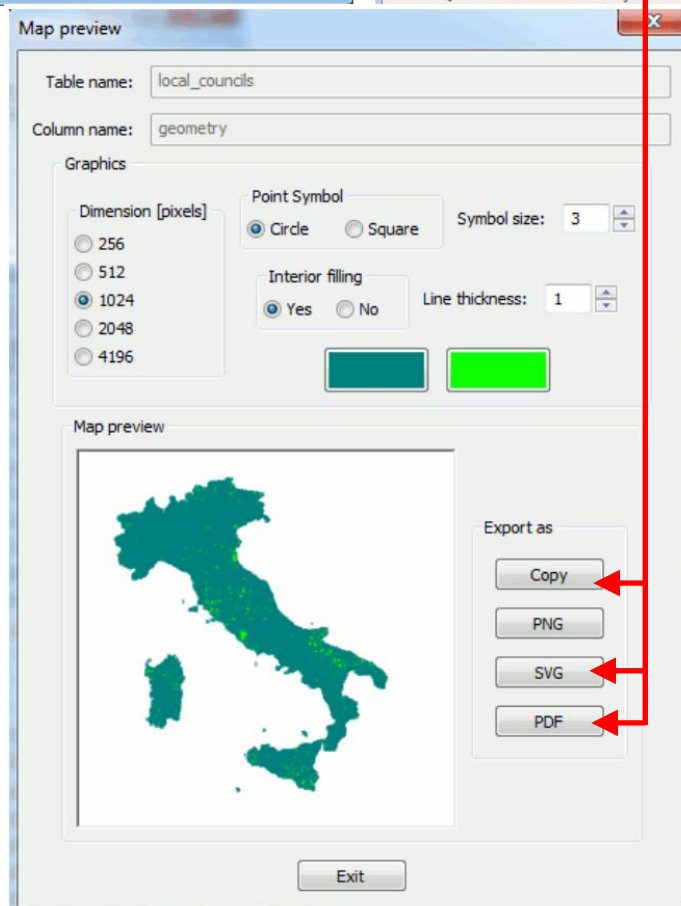 Map preview
Table name: local_councils
Column name: geometry
Graphics
Dimension [pixels]
256
512
1024
2048
4196
Point Symbol
Circle Square
Symbol size: 3
Interior filling
Yes No
Line thickness: 1
Map preview
Export as
Copy
PNG
SVG
PDF
Exit